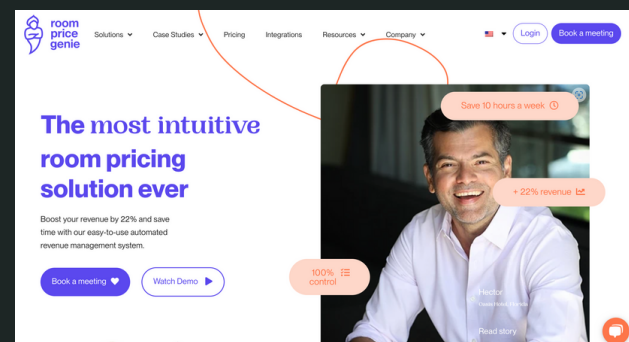 room
price
genie
Solutions
Case Studies
Pricing
Integrations
Resources
Company
Login
Book a meeting
The most intuitive
room pricing
solution ever
Boost your revenue by 22% and save
time with our easy-to-use automated
revenue management system.
Book a meeting
Watch Demo
Save 10 hours a week
+ 22% revenue
100%
control
Hector
Read story